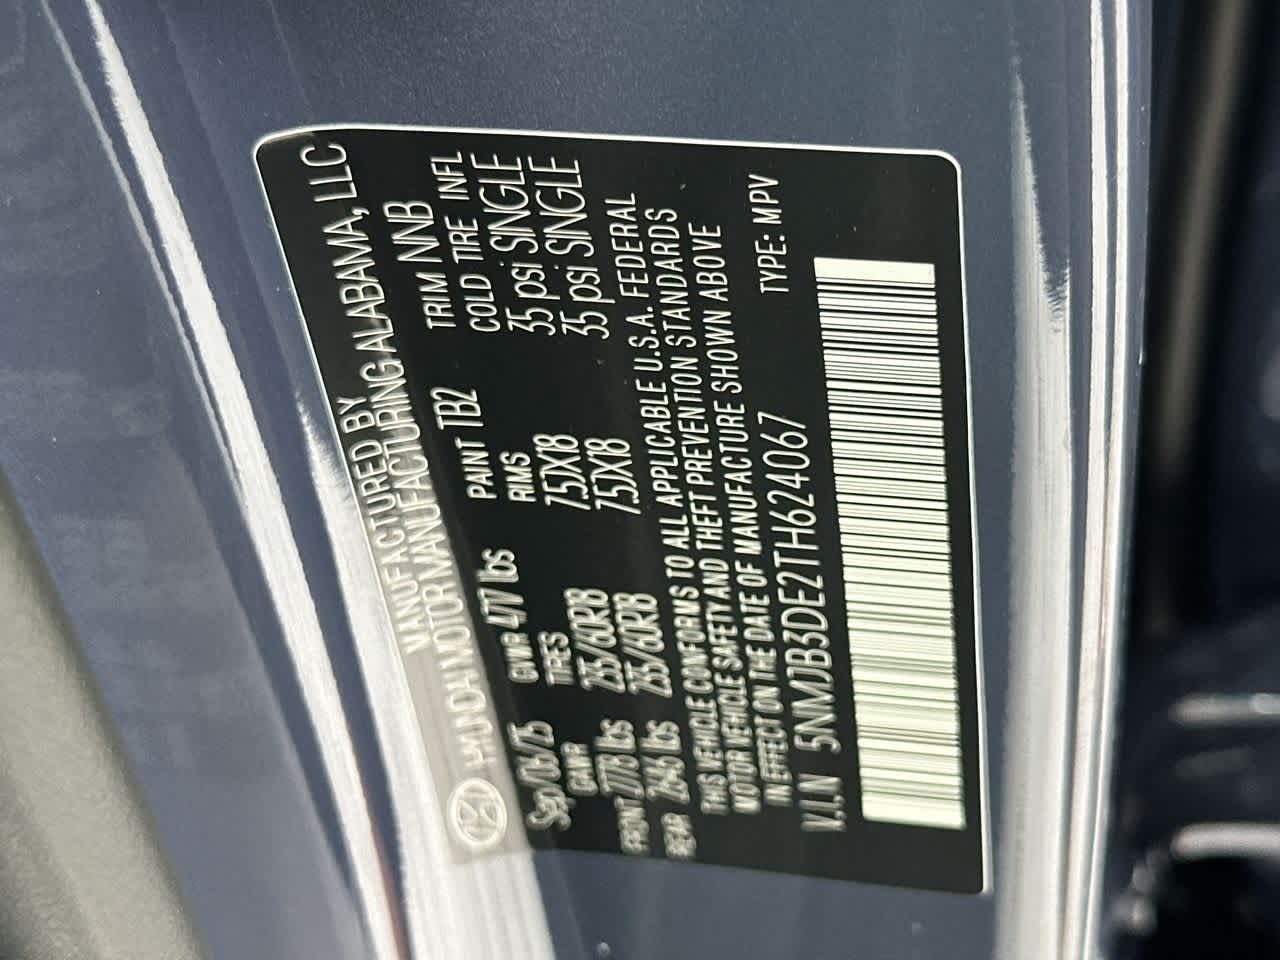 MANUFACTURED BY
HYUNDAI MOTOR MANUFACTURING ALABAMA, LLC
Sep/06/25 GVWR 4777 lbs PAINT TB2 TRIM NNB
GAWR TIRES RIMS COLD TIRE INFL
FRONT 2778 lbs 235/60R18 7.5JX18 35 psi SINGLE
REAR 2646 lbs 235/60R18 7.5JX18 35 psi SINGLE
THIS VEHICLE CONFORMS TO ALL APPLICABLE U.S.A. FEDERAL
MOTOR VEHICLE SAFETY AND THEFT PREVENTION STANDARDS
IN EFFECT ON THE DATE OF MANUFACTURE SHOWN ABOVE
V.I.N 5NMJB3DE2TH624067 TYPE: MPV